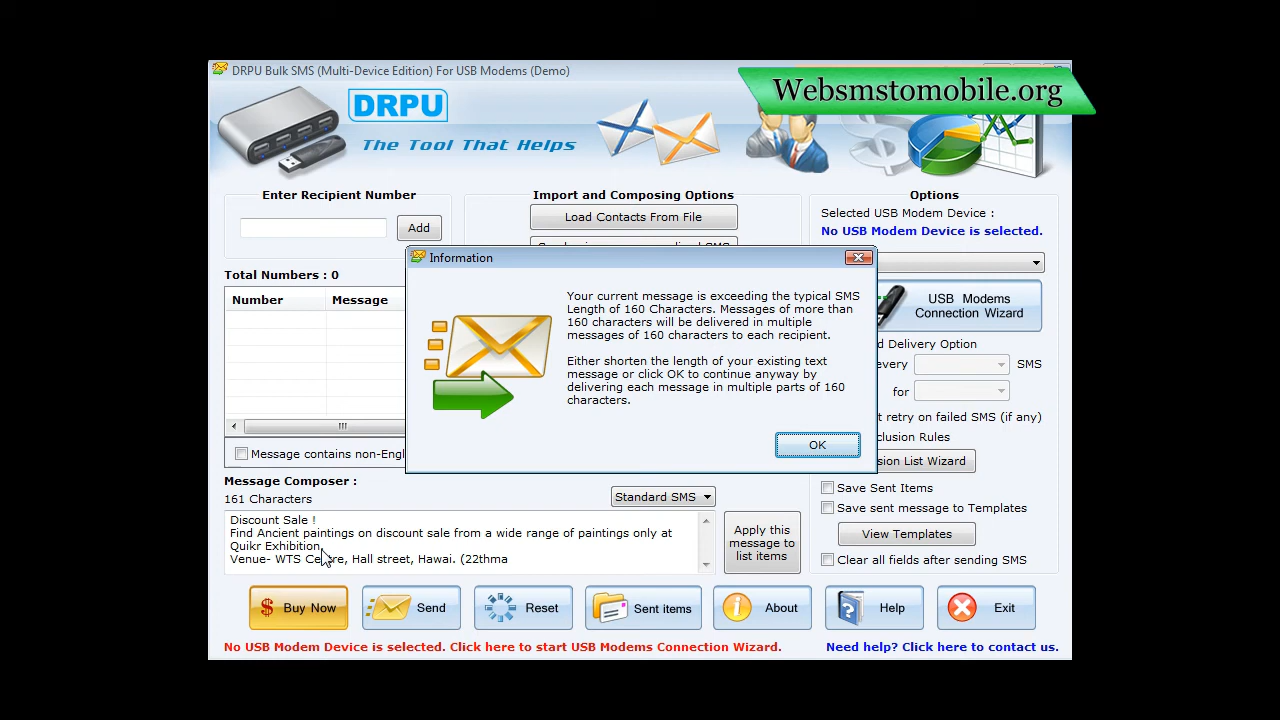 DRPU Bulk SMS (Multi-Device Edition) For USB Modems (Demo)
Websmstomobile.org
DRPU
The Tool That Helps
Enter Recipient Number
Add
Import and Composing Options
Load Contacts From File
Options
Selected USB Modem Device :
No USB Modem Device is selected.
Total Numbers : 0
Number Message
Information
Your current message is exceeding the typical SMS
Length of 160 Characters. Messages of more than
160 characters will be delivered in multiple
messages of 160 characters to each recipient.
Either shorten the length of your existing text
message or click OK to continue anyway by
delivering each message in multiple parts of 160
characters.
OK
USB Modems
Connection Wizard
d Delivery Option
every SMS
for
t retry on failed SMS (if any)
clusion Rules
sion List Wizard
Message contains non-Engl
Message Composer :
161 Characters
Standard SMS
Discount Sale !
Find Ancient paintings on discount sale from a wide range of paintings only at
Quikr Exhibition.
Venue- WTS Centre, Hall street, Hawai. (22thma
Apply this
message to
list items
Save Sent Items
Save sent message to Templates
View Templates
Clear all fields after sending SMS
$ Buy Now
Send
Reset
Sent items
About
Help
Exit
No USB Modem Device is selected. Click here to start USB Modems Connection Wizard.
Need help? Click here to contact us.